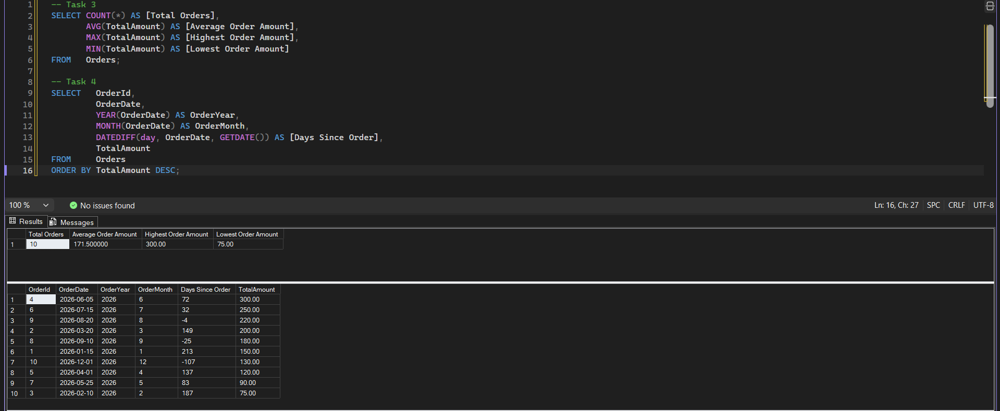 1 -- Task 3
2 SELECT COUNT(*) AS [Total Orders],
3 AVG(TotalAmount) AS [Average Order Amount],
4 MAX(TotalAmount) AS [Highest Order Amount],
5 MIN(TotalAmount) AS [Lowest Order Amount]
6 FROM Orders;
7
8 -- Task 4
9 SELECT OrderId,
10 OrderDate,
11 YEAR(OrderDate) AS OrderYear,
12 MONTH(OrderDate) AS OrderMonth,
13 DATEDIFF(day, OrderDate, GETDATE()) AS [Days Since Order],
14 TotalAmount
15 FROM Orders
16 ORDER BY TotalAmount DESC;
100 % No issues found Ln: 16, Ch: 27 SPC CRLF UTF-8
Results Messages
Total Orders Average Order Amount Highest Order Amount Lowest Order Amount
1 10 171.500000 300.00 75.00
OrderId OrderDate OrderYear OrderMonth Days Since Order TotalAmount
1 4 2026-06-05 2026 6 72 300.00
2 6 2026-07-15 2026 7 32 250.00
3 9 2026-08-20 2026 8 -4 220.00
4 2 2026-03-20 2026 3 149 200.00
5 8 2026-09-10 2026 9 -25 180.00
6 1 2026-01-15 2026 1 213 150.00
7 10 2026-12-01 2026 12 -107 130.00
8 5 2026-04-01 2026 4 137 120.00
9 7 2026-05-25 2026 5 83 90.00
10 3 2026-02-10 2026 2 187 75.00